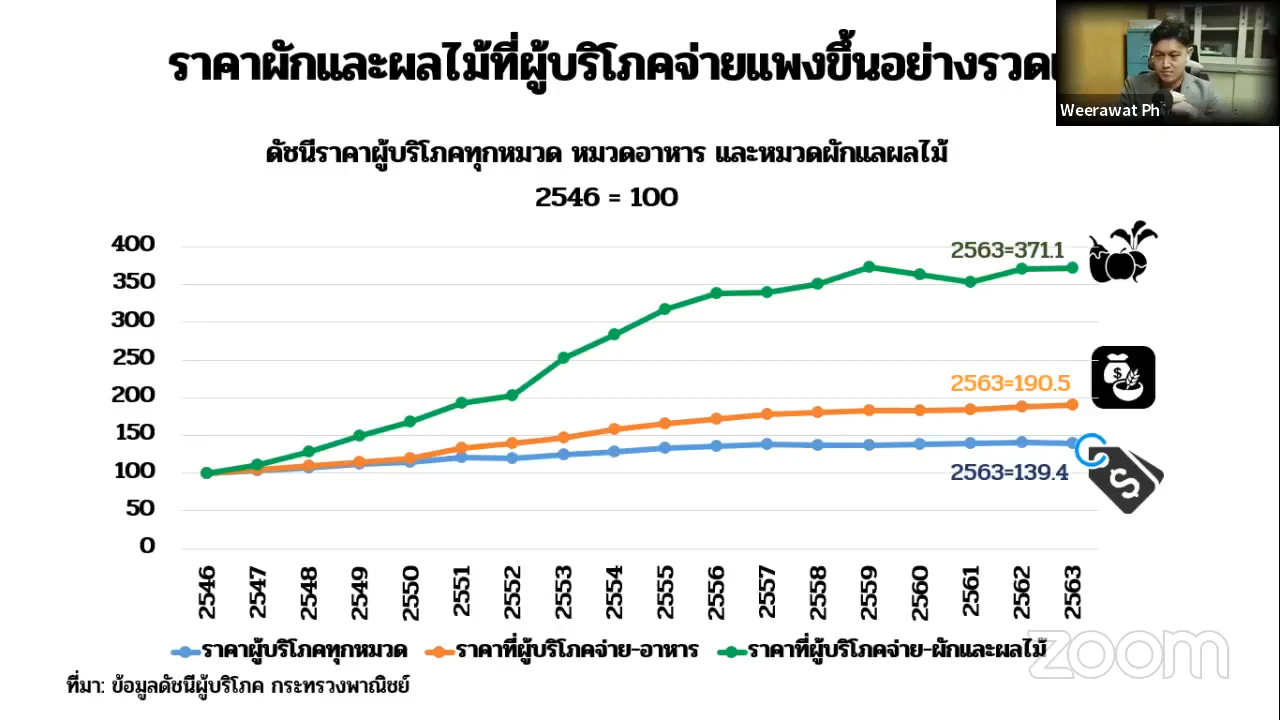 ราคาผักและผลไม้ที่ผู้บริโภคจ่ายแพงขึ้นอย่างรวด
Weerawat Ph
ดัชนีราคาผู้บริโภคทุกหมวด หมวดอาหาร และหมวดผักแลผลไม้
2546 = 100
400
350
300
250
200
150
100
50
0
2563=371.1
2563=190.5
2563=139.4
2546 2547 2548 2549 2550 2551 2552 2553 2554 2555 2556 2557 2558 2559 2560 2561 2562 2563
ราคาผู้บริโภคทุกหมวด ราคาที่ผู้บริโภคจ่าย-อาหาร ราคาที่ผู้บริโภคจ่าย-ผักและผลไม้
zoom
ที่มา: ข้อมูลดัชนีผู้บริโภค กระทรวงพาณิชย์